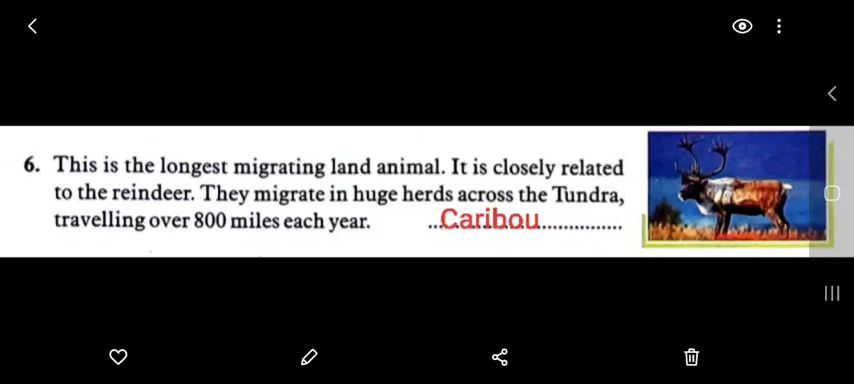 6. This is the longest migrating land animal. It is closely related
to the reindeer. They migrate in huge herds across the Tundra,
travelling over 800 miles each year. ...Caribou...............